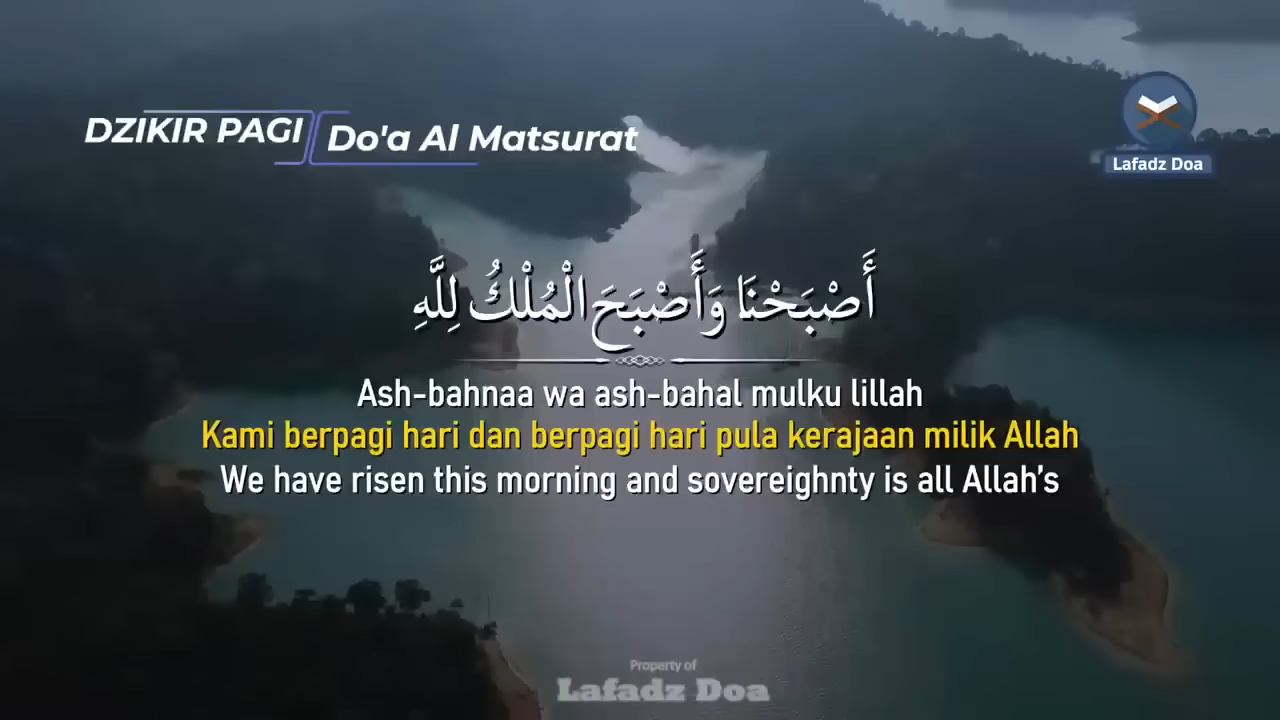 DZIKIR PAGI
Do'a Al Matsurat
Lafadz Doa
أَصْبَحْنَا وَأَصْبَحَ الْمُلْكُ لِلَّهِ
Ash-bahnaa wa ash-bahal mulku lillah
Kami berpagi hari dan berpagi hari pula kerajaan milik Allah
We have risen this morning and sovereighnty is all Allah’s
Property of
Lafadz Doa